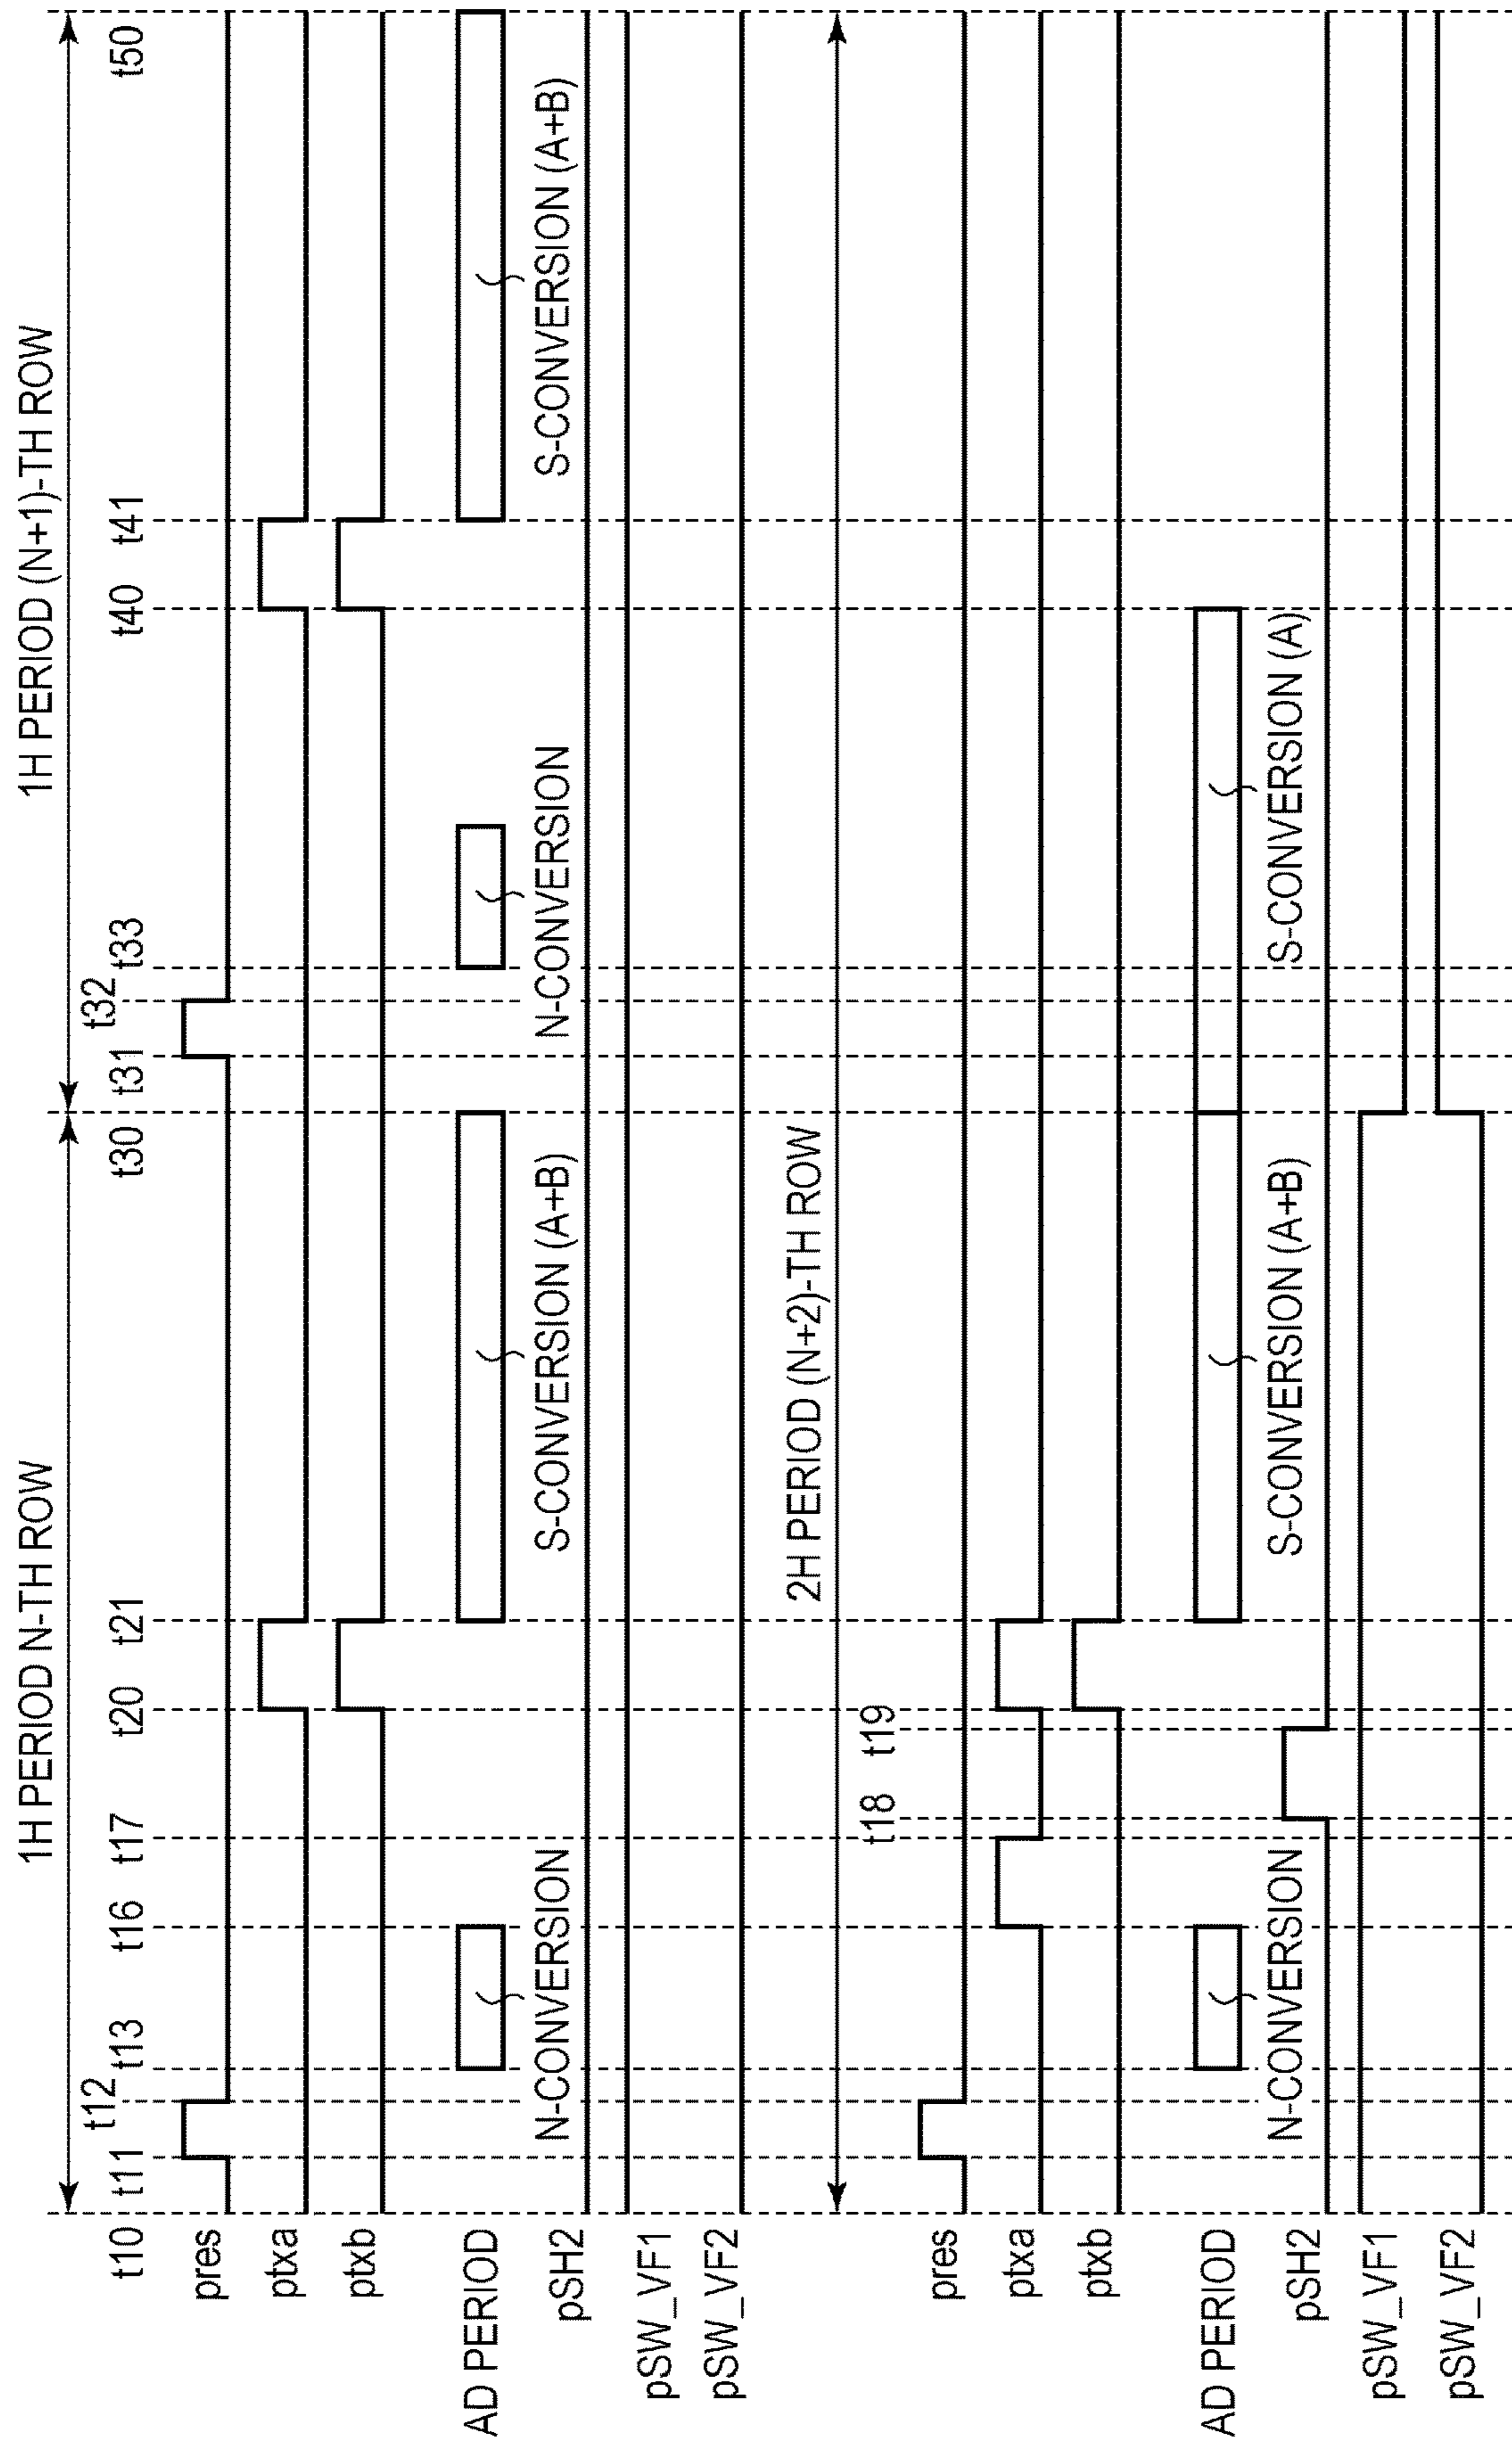 1H PERIOD N-TH ROW
1H PERIOD (N+1)-TH ROW
t10
t11
t12
t13
t16
t17
t20
t21
t30
t31
t32
t33
t40
t41
t50
pres
ptxa
ptxb
AD PERIOD
N-CONVERSION
S-CONVERSION (A+B)
N-CONVERSION
S-CONVERSION (A+B)
pSH2
pSW_VF1
pSW_VF2
2H PERIOD (N+2)-TH ROW
t18
t19
pres
ptxa
ptxb
AD PERIOD
N-CONVERSION
S-CONVERSION (A+B)
S-CONVERSION (A)
pSH2
pSW_VF1
pSW_VF2